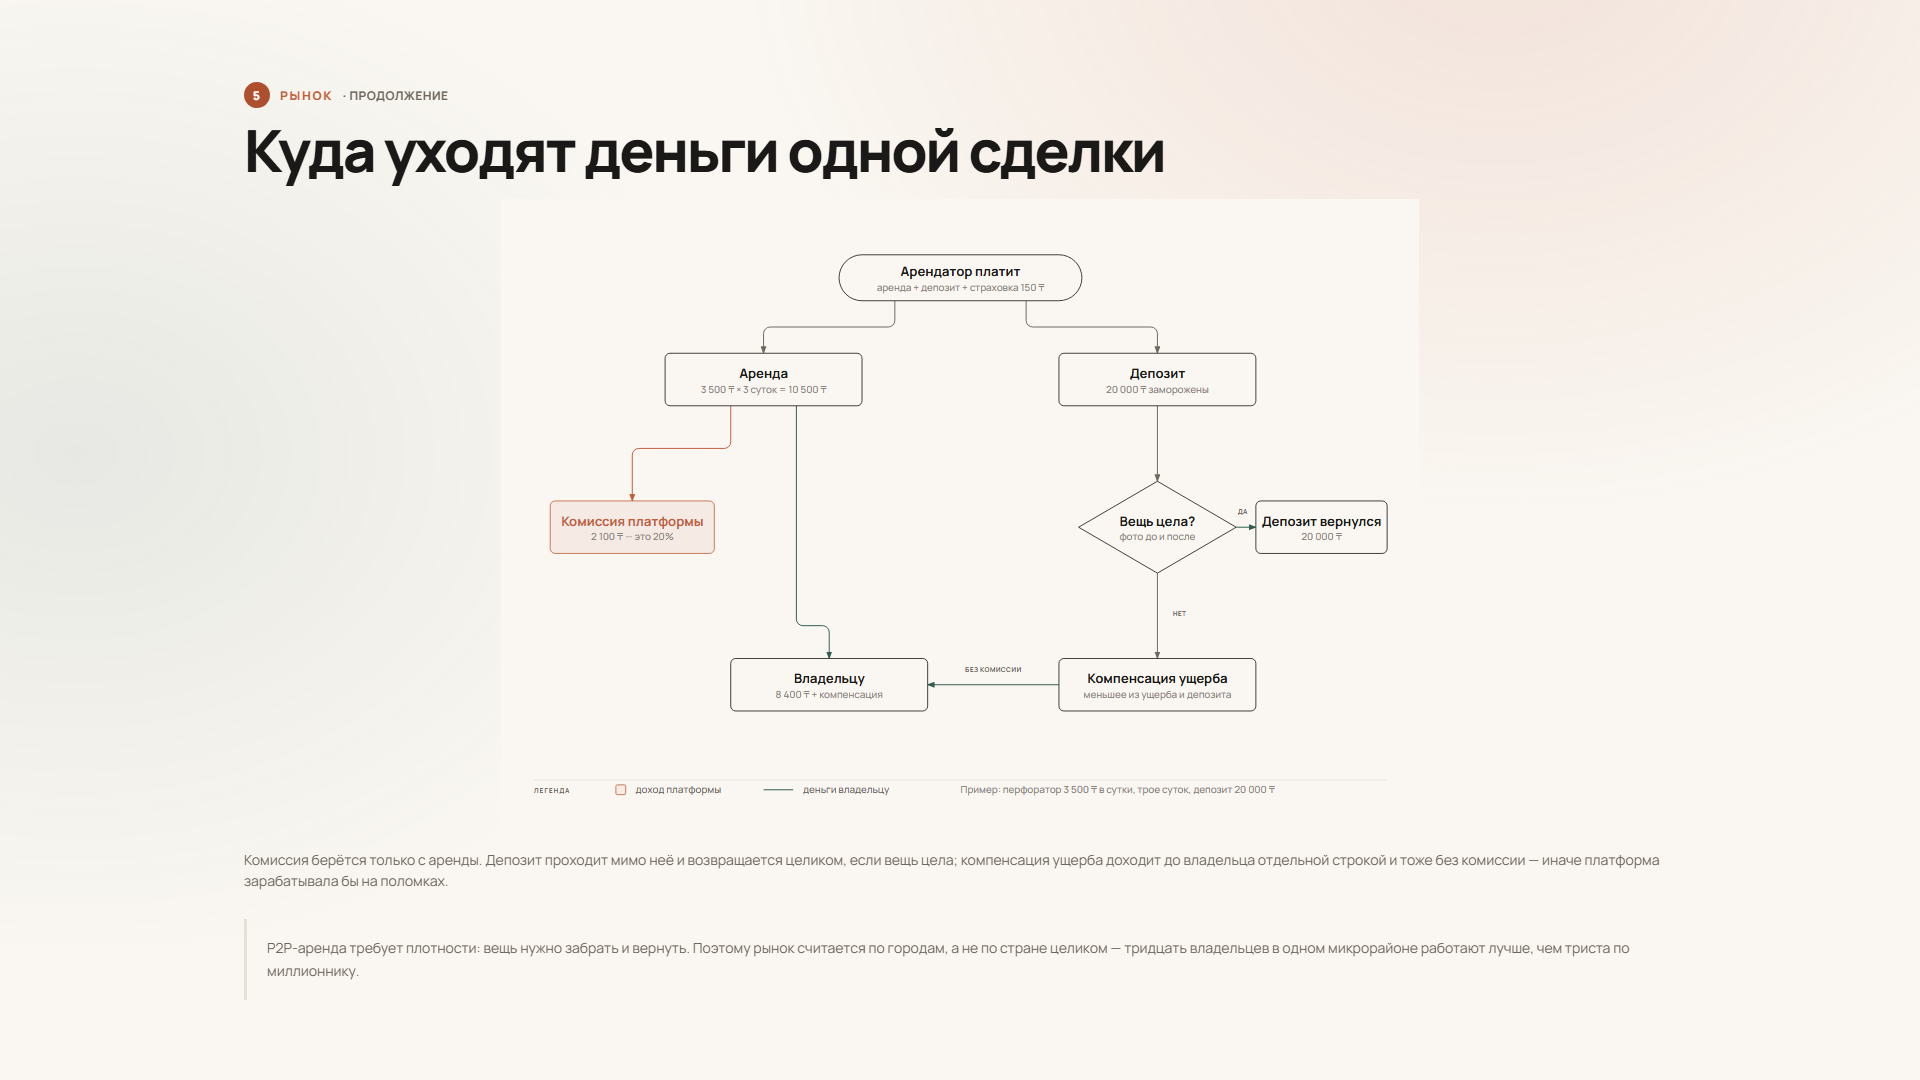 5 РЫНОК · ПРОДОЛЖЕНИЕ
Куда уходят деньги одной сделки
Арендатор платит
аренда + депозит + страховка 150 ₸
Аренда
3 500 ₸ × 3 суток = 10 500 ₸
Депозит
20 000 ₸ заморожены
Комиссия платформы
2 100 ₸ — это 20%
Вещь цела?
фото до и после
ДА
Депозит вернулся
20 000 ₸
НЕТ
Владельцу
8 400 ₸ + компенсация
БЕЗ КОМИССИИ
Компенсация ущерба
меньшее из ущерба и депозита
ЛЕГЕНДА
доход платформы
деньги владельцу
Пример: перфоратор 3 500 ₸ в сутки, трое суток, депозит 20 000 ₸
Комиссия берётся только с аренды. Депозит проходит мимо неё и возвращается целиком, если вещь цела; компенсация ущерба доходит до владельца отдельной строкой и тоже без комиссии — иначе платформа
зарабатывала бы на поломках.
P2P-аренда требует плотности: вещь нужно забрать и вернуть. Поэтому рынок считается по городам, а не по стране целиком — тридцать владельцев в одном микрорайоне работают лучше, чем триста по
миллионнику.